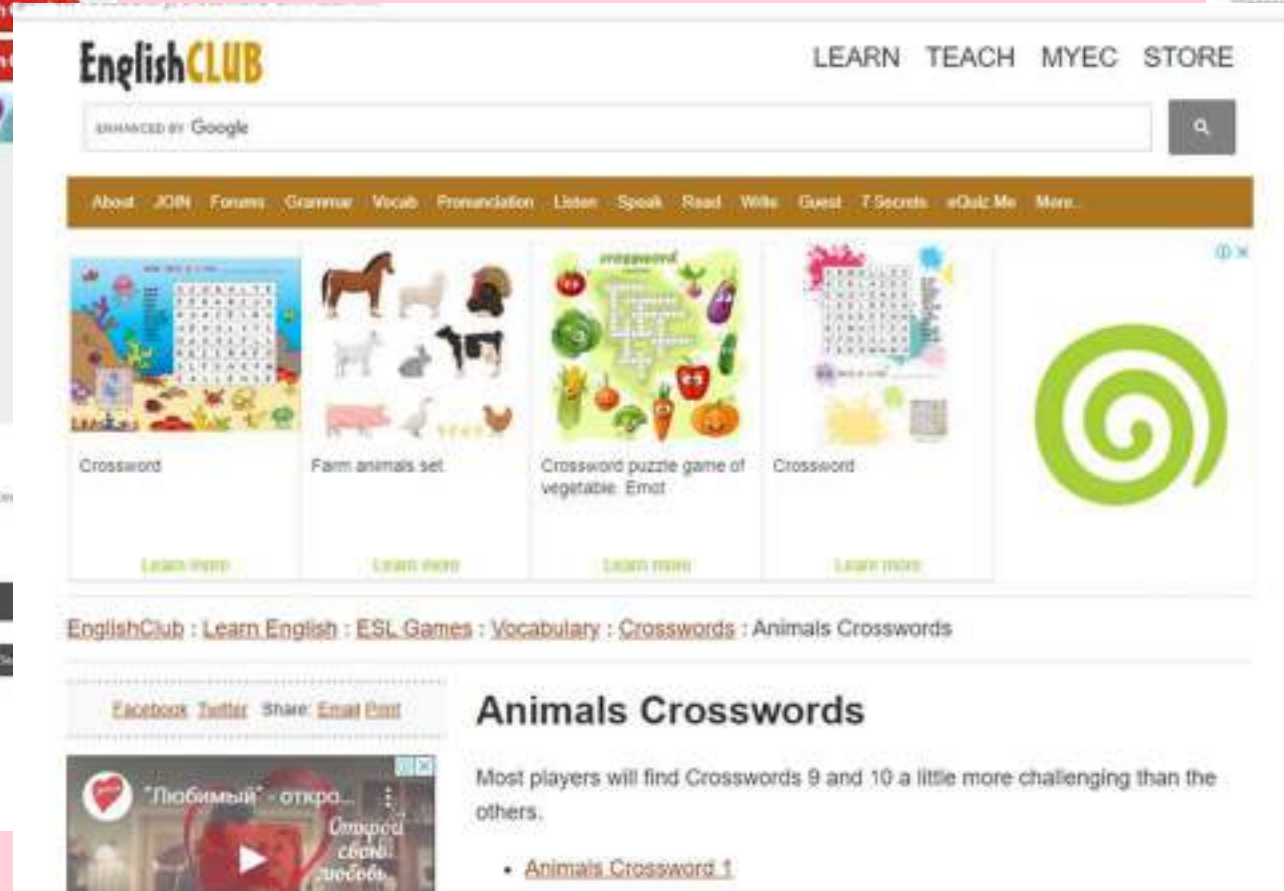 EnglishCLUB
LEARN TEACH MYEC STORE
ENHANCED BY Google
About JOIN Forums Grammar Vocab Pronunciation Listen Speak Read Write Guest 7 Secrets eQuiz.Me More...
crossword
Crossword
Farm animals set
Crossword puzzle game of
vegetable. Emot
Crossword
Learn more
Learn more
Learn more
Learn more
EnglishClub : Learn English : ESL Games : Vocabulary : Crosswords : Animals Crosswords
Facebook Twitter Share: Email Print
Animals Crosswords
Most players will find Crosswords 9 and 10 a little more challenging than the
others.
"Любимый" - откро...
Открой
свою
любовь...
• Animals Crossword 1